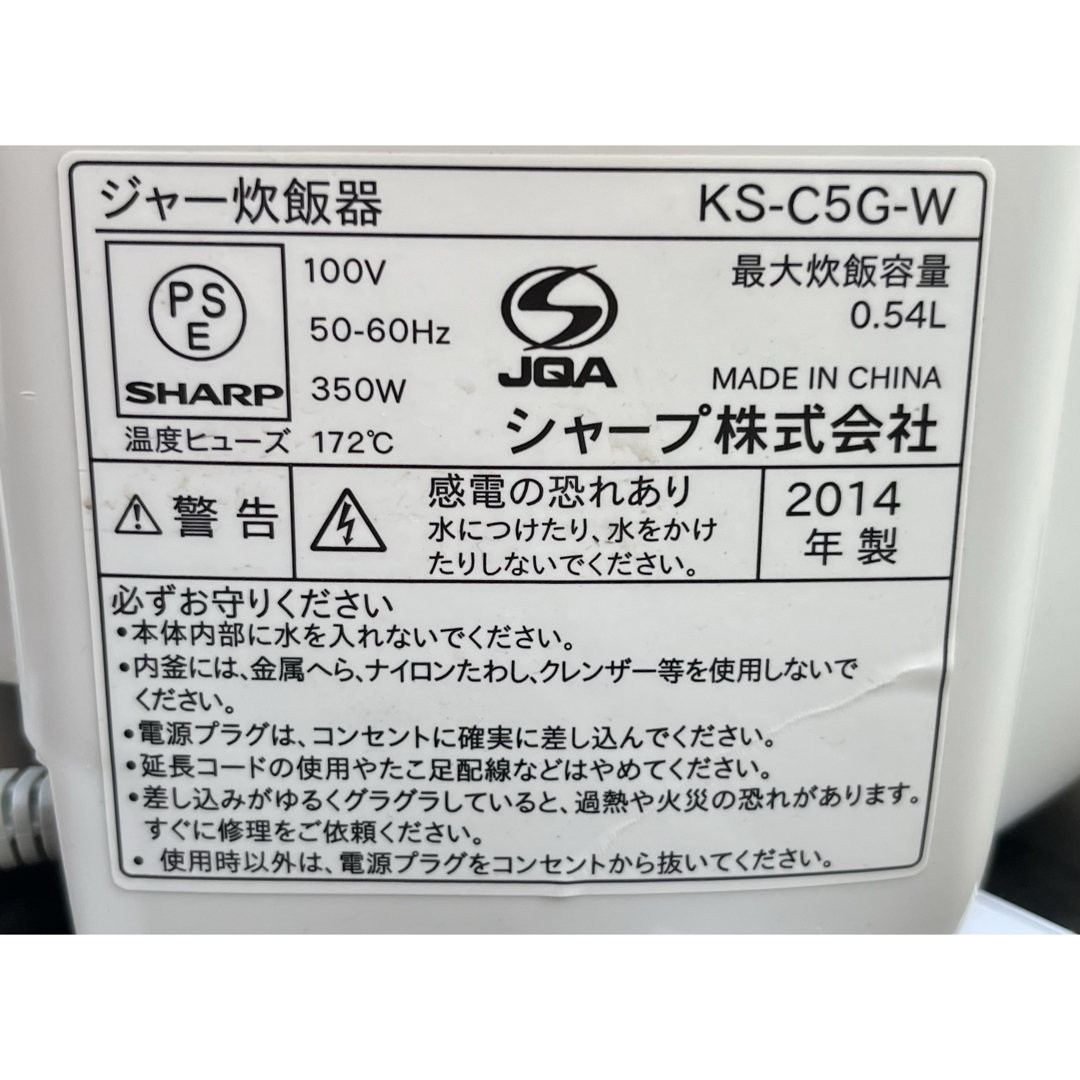 ジャー炊飯器 KS-C5G-W
PSE
SHARP
100V
50-60Hz
350W
温度ヒューズ 172℃
JQA
最大炊飯容量
0.54L
MADE IN CHINA
シャープ株式会社
警告
感電の恐れあり
水につけたり、水をかけ
たりしないでください。
2014
年製
必ずお守りください
•本体内部に水を入れないでください。
•内釜には、金属へら、ナイロンたわし、クレンザー等を使用しないで
ください。
•電源プラグは、コンセントに確実に差し込んでください。
•延長コードの使用やたこ足配線などはやめてください。
•差し込みがゆるくグラグラしていると、過熱や火災の恐れがあります。
すぐに修理をご依頼ください。
•使用時以外は、電源プラグをコンセントから抜いてください。